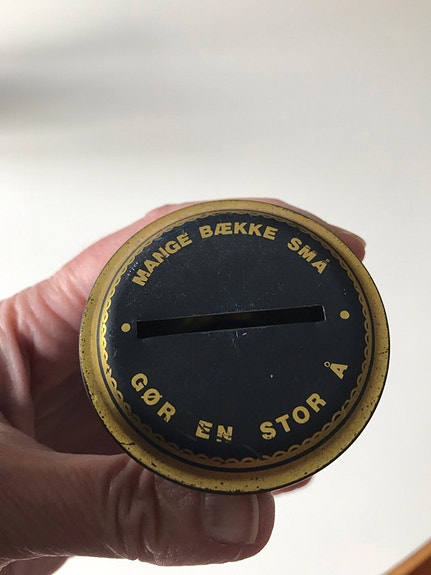 MANGE BÆKKE SMÅ
GØR EN STOR Å